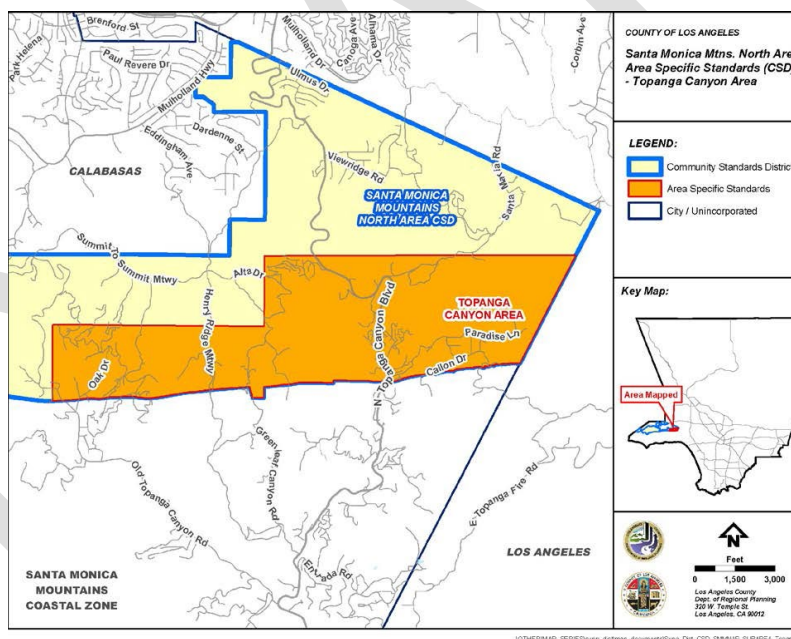 COUNTY OF LOS ANGELES
Santa Monica Mtns. North Are
Area Specific Standards (CSD
- Topanga Canyon Area
LEGEND:
Community Standards District
Area Specific Standards
City / Unincorporated
Key Map:
Area Mapped
N
Feet
0 1,500 3,000
Los Angeles County
Dept. of Regional Planning
320 W. Temple St.
Los Angeles, CA 90012
Brenford St
Park Helena
Paul Revere Dr
Mulholland Hwy
Mulholland Dr
Canoga Ave
Alhama Dr
Corbin Ave
Ulmus Dr
Dardenne St
Eddingham Ave
CALABASAS
Viewridge Rd
Santa Maria Rd
SANTA MONICA
MOUNTAINS
NORTH AREA CSD
Summit To Summit Mtwy
Alta Dr
Henry Ridge Mtwy
N Topanga Canyon Blvd
TOPANGA
CANYON AREA
Paradise Ln
Callon Dr
Oak Dr
Greenleaf Canyon Rd
Old Topanga Canyon Rd
E Topanga Fire Rd
Entrada Rd
LOS ANGELES
SANTA MONICA
MOUNTAINS
COASTAL ZONE